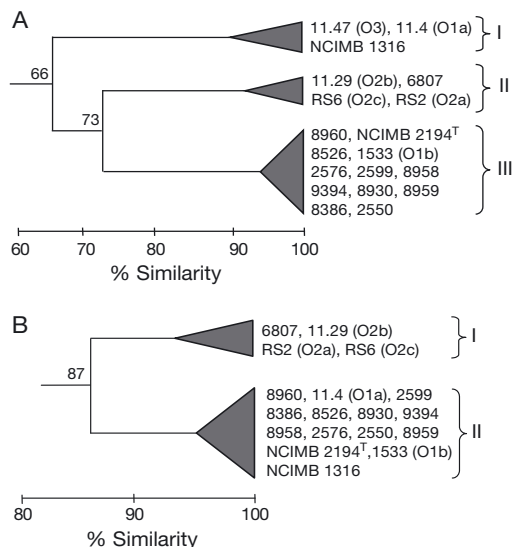 A
11.47 (O3), 11.4 (O1a)
NCIMB 1316
I
66
11.29 (O2b), 6807
RS6 (O2c), RS2 (O2a)
II
73
8960, NCIMB 2194ᵀ
8526, 1533 (O1b)
2576, 2599, 8958
9394, 8930, 8959
8386, 2550
III
60 70 80 90 100
% Similarity
B
6807, 11.29 (O2b)
RS2 (O2a), RS6 (O2c)
I
87
8960, 11.4 (O1a), 2599
8386, 8526, 8930, 9394
8958, 2576, 2550, 8959
NCIMB 2194ᵀ,1533 (O1b)
NCIMB 1316
II
80 90 100
% Similarity